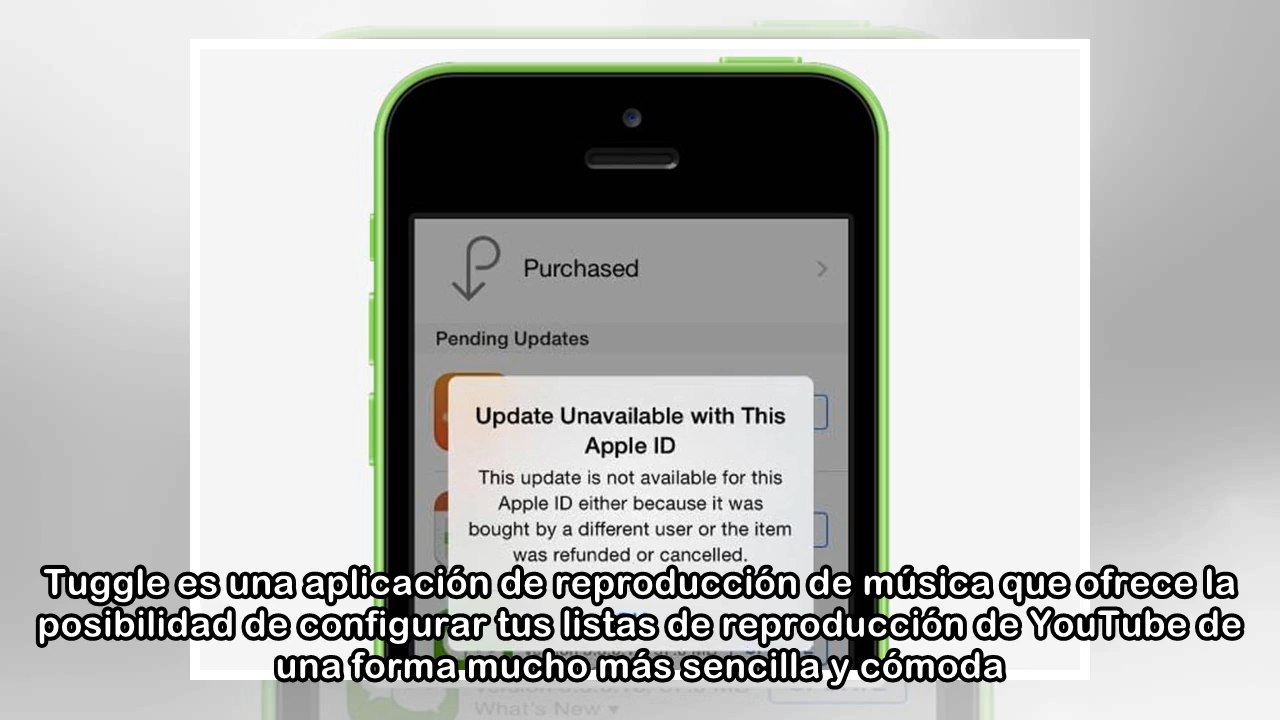 Purchased
Pending Updates
Update Unavailable with This
Apple ID
This update is not available for this
Apple ID either because it was
bought by a different user or the item
was refunded or cancelled.
Tuggle es una aplicación de reproducción de música que ofrece la
posibilidad de configurar tus listas de reproducción de YouTube de
una forma mucho más sencilla y cómoda
What's New ▾